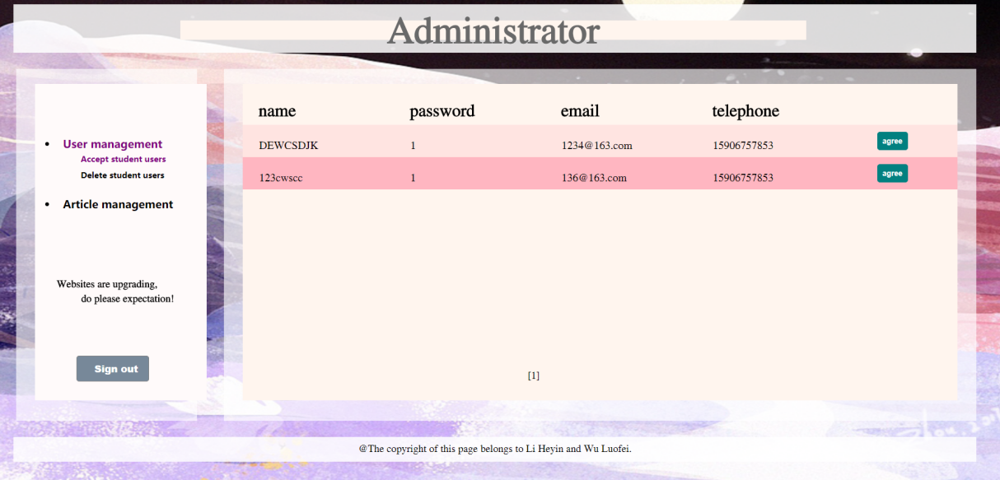 Administrator
User management
Accept student users
Delete student users
Article management
Websites are upgrading,
do please expectation!
Sign out
name password email telephone
DEWCSDJK 1 1234@163.com 15906757853 agree
123cwscc 1 136@163.com 15906757853 agree
[1]
@The copyright of this page belongs to Li Heyin and Wu Luofei.